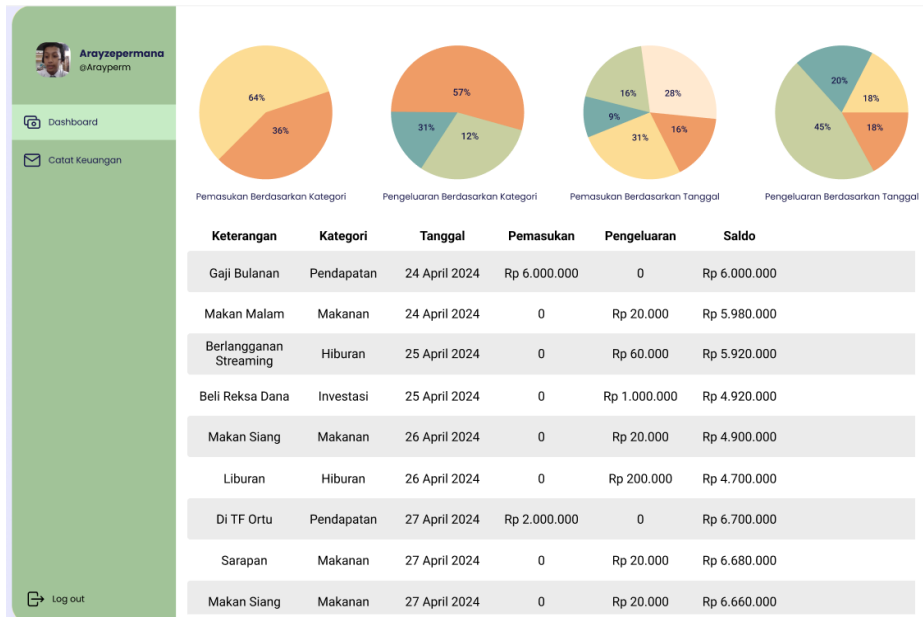 Arayzepermana
@Arayperm
Dashboard
Catat Keuangan
Log out
64%
36%
Pemasukan Berdasarkan Kategori
57%
31%
12%
Pengeluaran Berdasarkan Kategori
16%
28%
9%
31%
16%
Pemasukan Berdasarkan Tanggal
20%
18%
45%
18%
Pengeluaran Berdasarkan Tanggal
Keterangan Kategori Tanggal Pemasukan Pengeluaran Saldo
Gaji Bulanan Pendapatan 24 April 2024 Rp 6.000.000 0 Rp 6.000.000
Makan Malam Makanan 24 April 2024 0 Rp 20.000 Rp 5.980.000
Berlangganan
Streaming Hiburan 25 April 2024 0 Rp 60.000 Rp 5.920.000
Beli Reksa Dana Investasi 25 April 2024 0 Rp 1.000.000 Rp 4.920.000
Makan Siang Makanan 26 April 2024 0 Rp 20.000 Rp 4.900.000
Liburan Hiburan 26 April 2024 0 Rp 200.000 Rp 4.700.000
Di TF Ortu Pendapatan 27 April 2024 Rp 2.000.000 0 Rp 6.700.000
Sarapan Makanan 27 April 2024 0 Rp 20.000 Rp 6.680.000
Makan Siang Makanan 27 April 2024 0 Rp 20.000 Rp 6.660.000